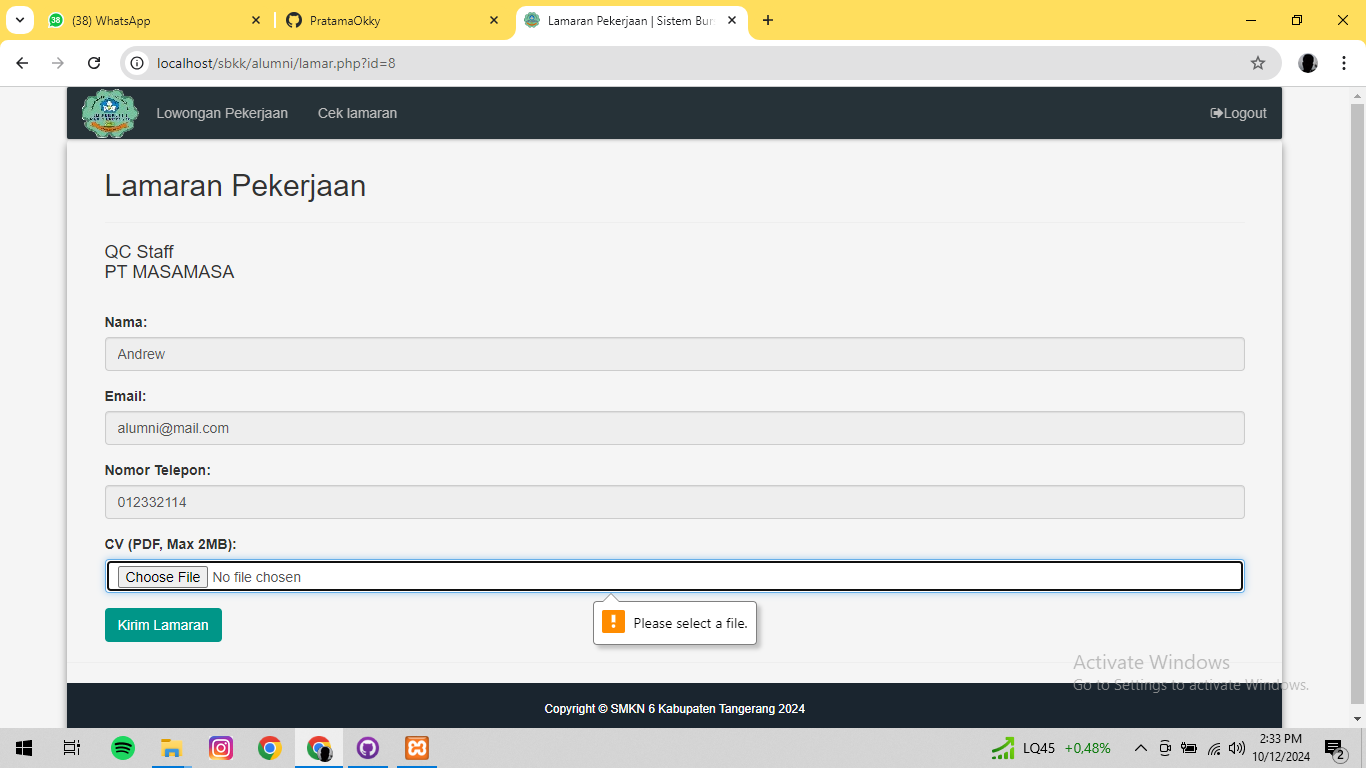 38
(38) WhatsApp
PratamaOkky
Lamaran Pekerjaan | Sistem Bur
localhost/sbkk/alumni/lamar.php?id=8
Lowongan Pekerjaan
Cek lamaran
Logout
Lamaran Pekerjaan
QC Staff
PT MASAMASA
Nama:
Andrew
Email:
alumni@mail.com
Nomor Telepon:
012332114
CV (PDF, Max 2MB):
Choose File No file chosen
Kirim Lamaran
Please select a file.
Activate Windows
Go to Settings to activate Windows.
Copyright © SMKN 6 Kabupaten Tangerang 2024
LQ45 +0,48%
2:33 PM
10/12/2024
2